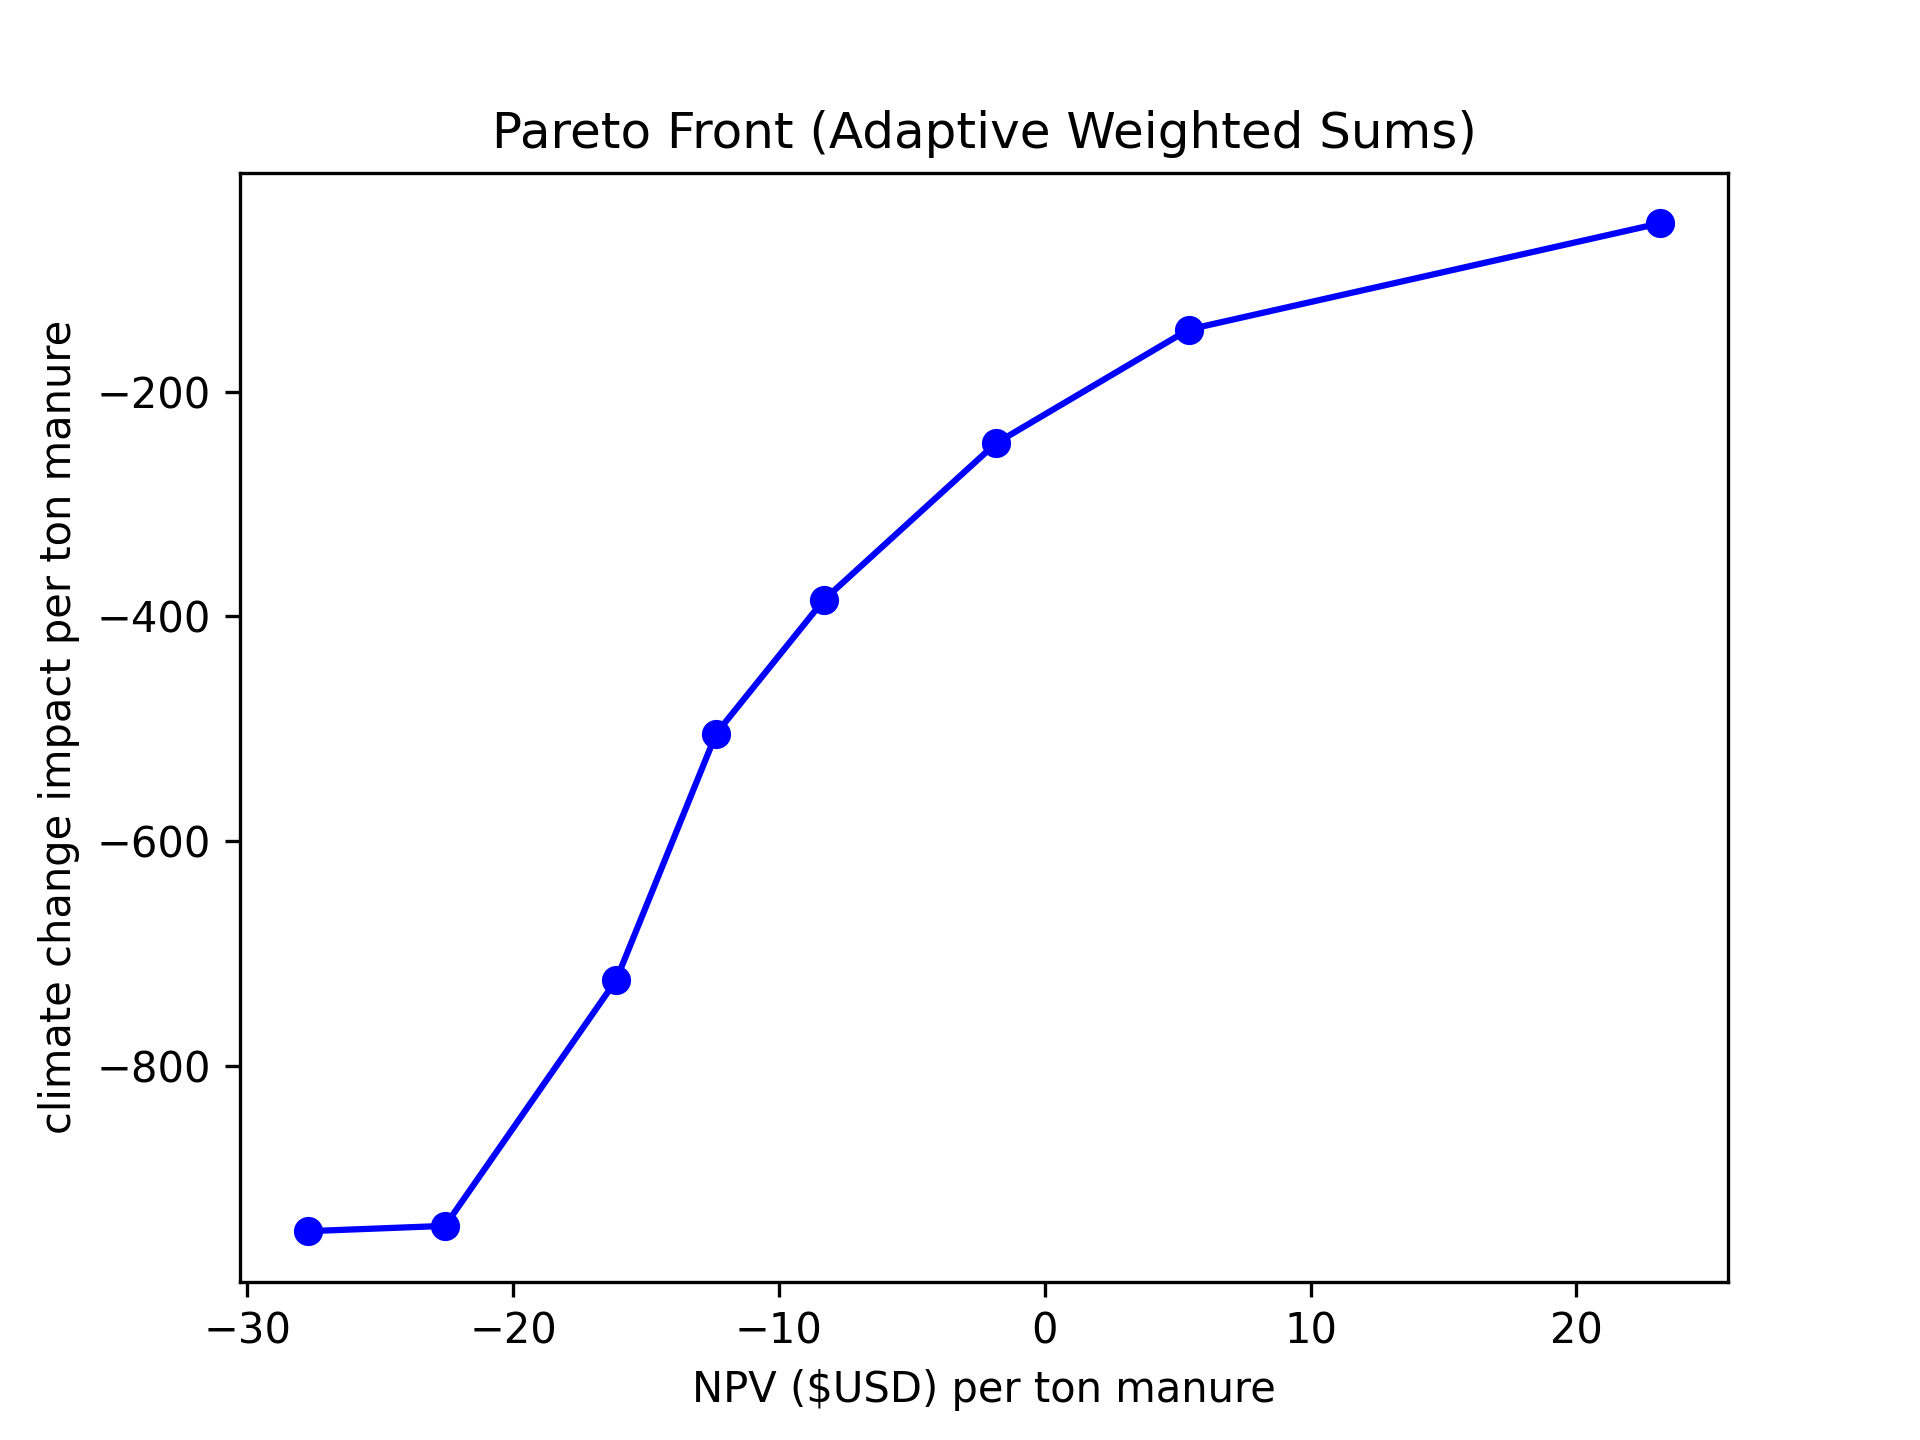 Pareto Front (Adaptive Weighted Sums)
climate change impact per ton manure
−200
−400
−600
−800
−30 −20 −10 0 10 20
NPV ($USD) per ton manure